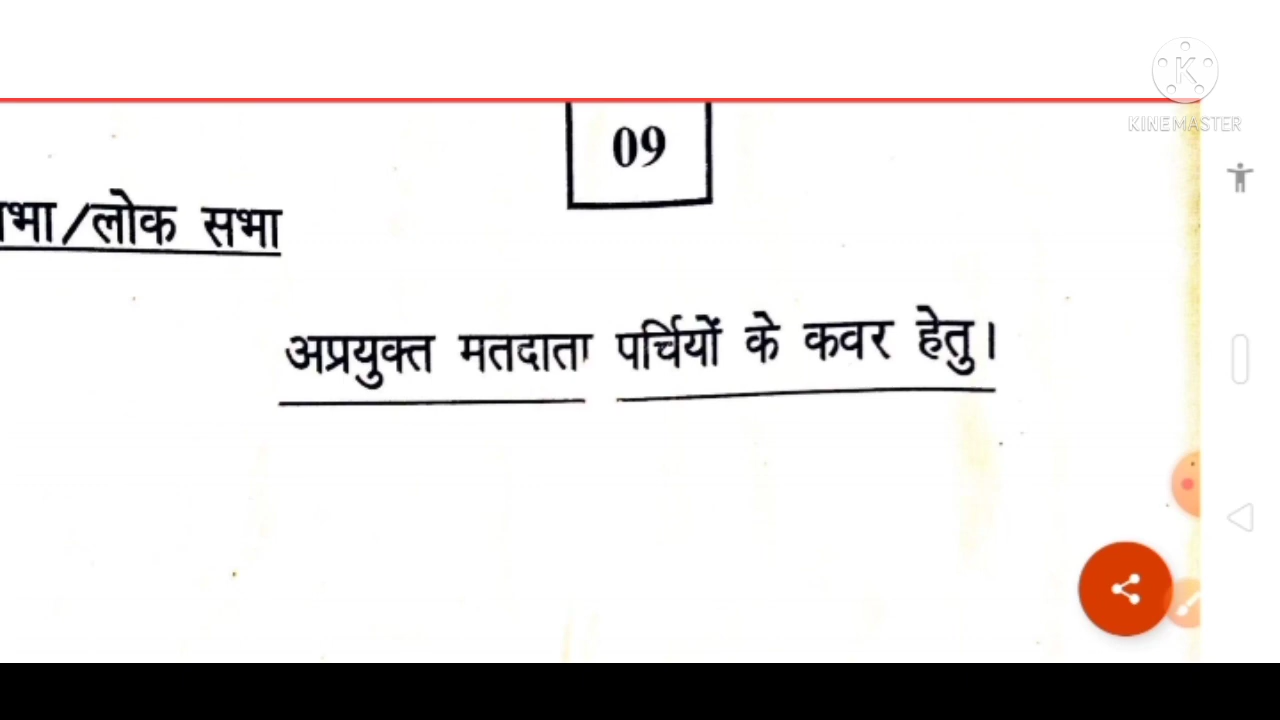 KINEMASTER
09
भा/लोक सभा
अप्रयुक्त मतदाता पर्चियों के कवर हेतु।